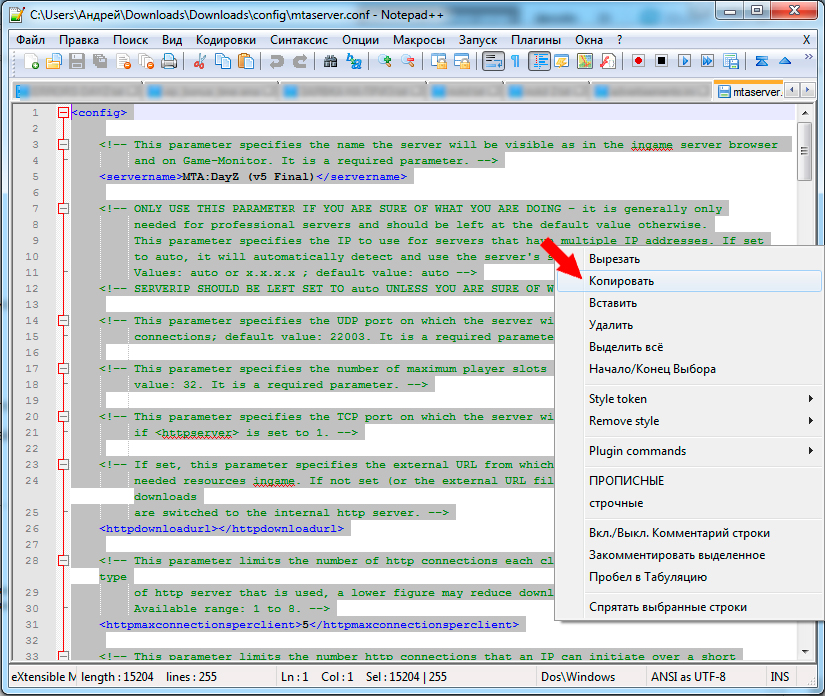 C:\Users\Андрей\Downloads\Downloads\config\mtaserver.conf - Notepad++
Файл Правка Поиск Вид Кодировки Синтаксис Опции Макросы Запуск Плагины Окна ? X
mtaserver.
1 <config>
2
3 <!-- This parameter specifies the name the server will be visible as in the ingame server browser
4 and on Game-Monitor. It is a required parameter. -->
5 <servername>MTA:DayZ (v5 Final)</servername>
6
7 <!-- ONLY USE THIS PARAMETER IF YOU ARE SURE OF WHAT YOU ARE DOING - it is generally only
8 needed for professional servers and should be left at the default value otherwise.
9 This parameter specifies the IP to use for servers that have multiple IP addresses. If set
10 to auto, it will automatically detect and use the server's s
11 Values: auto or x.x.x.x ; default value: auto -->
12 <!-- SERVERIP SHOULD BE LEFT SET TO auto UNLESS YOU ARE SURE OF W
13
14 <!-- This parameter specifies the UDP port on which the server wi
15 connections; default value: 22003. It is a required paramete
16
17 <!-- This parameter specifies the number of maximum player slots
18 value: 32. It is a required parameter. -->
19
20 <!-- This parameter specifies the TCP port on which the server wi
21 if <httpserver> is set to 1. -->
22
23 <!-- If set, this parameter specifies the external URL from which
24 needed resources ingame. If not set (or the external URL fil
downloads
25 are switched to the internal http server. -->
26 <httpdownloadurl></httpdownloadurl>
27
28 <!-- This parameter limits the number of http connections each cl
type
29 of http server that is used, a lower figure may reduce downl
30 Available range: 1 to 8. -->
31 <httpmaxconnectionsperclient>5</httpmaxconnectionsperclient>
32
33 <!-- This parameter limits the number http connections that an IP can initiate over a short
Вырезать
Копировать
Вставить
Удалить
Выделить всё
Начало/Конец Выбора
Style token
Remove style
Plugin commands
ПРОПИСНЫЕ
строчные
Вкл./Выкл. Комментарий строки
Закомментировать выделенное
Пробел в Табуляцию
Спрятать выбранные строки
eXtensible M length : 15204 lines : 255 Ln : 1 Col : 1 Sel : 15204 | 255 Dos\Windows ANSI as UTF-8 INS